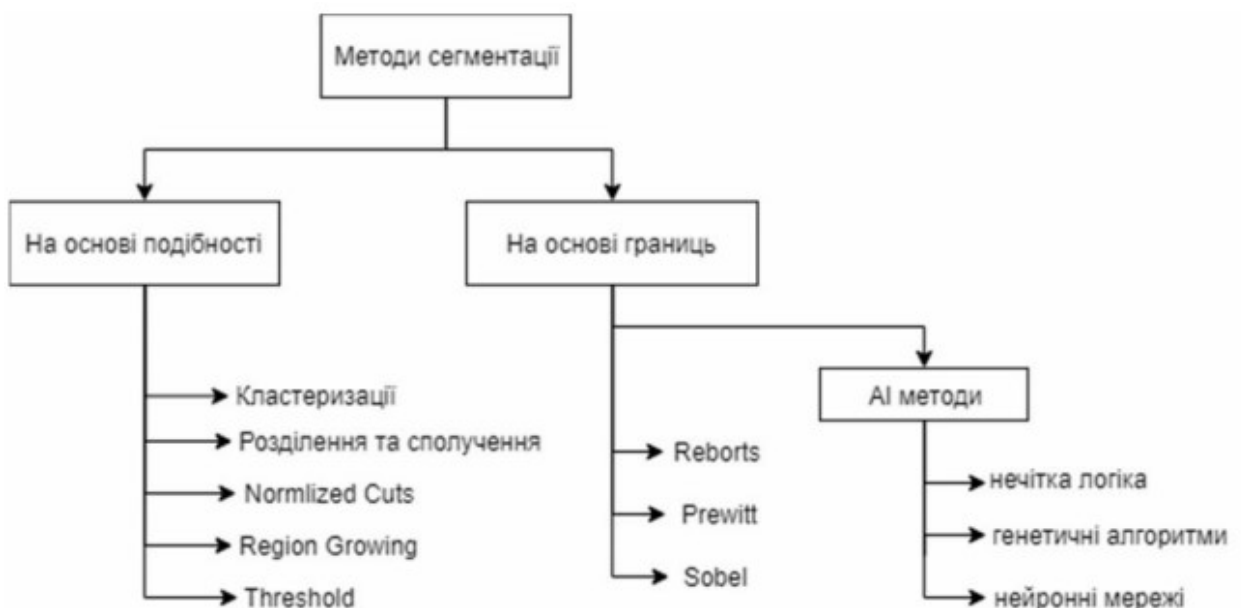 Методи сегментації
На основі подібності
На основі границь
Кластеризації
Розділення та сполучення
Normlized Cuts
Region Growing
Threshold
Reborts
Prewitt
Sobel
AI методи
нечітка логіка
генетичні алгоритми
нейронні мережі